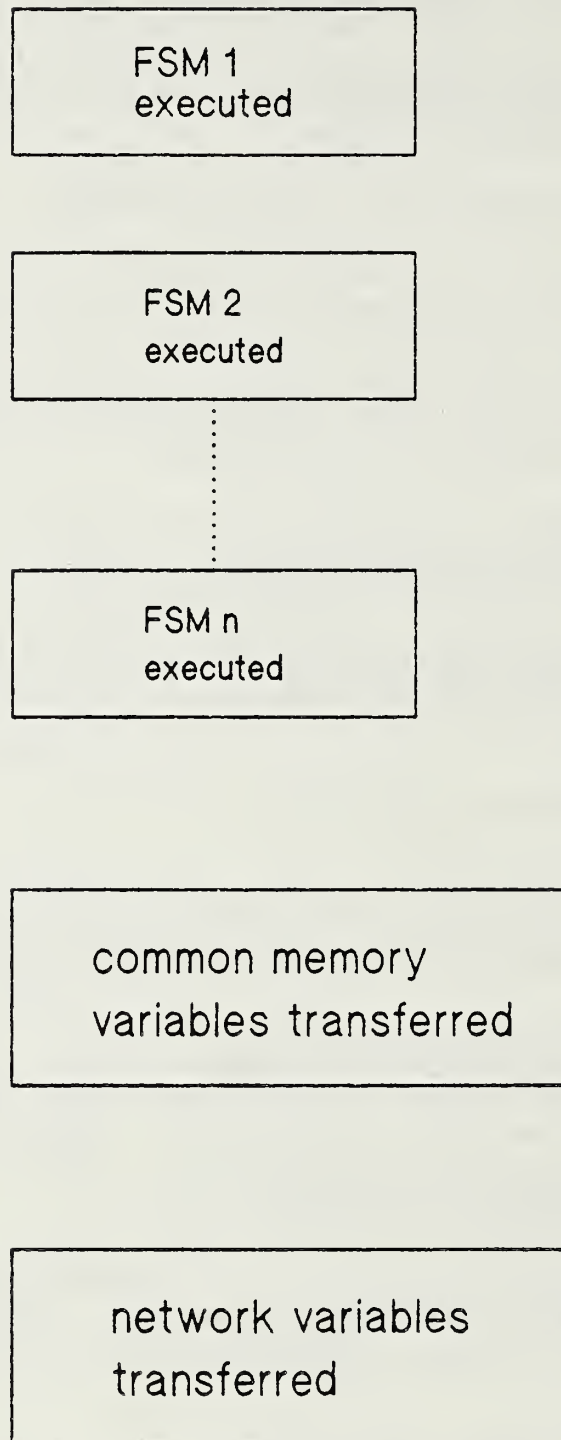 FSM 1
executed
FSM 2
executed
FSM n
executed
common memory
variables transferred
network variables
transferred